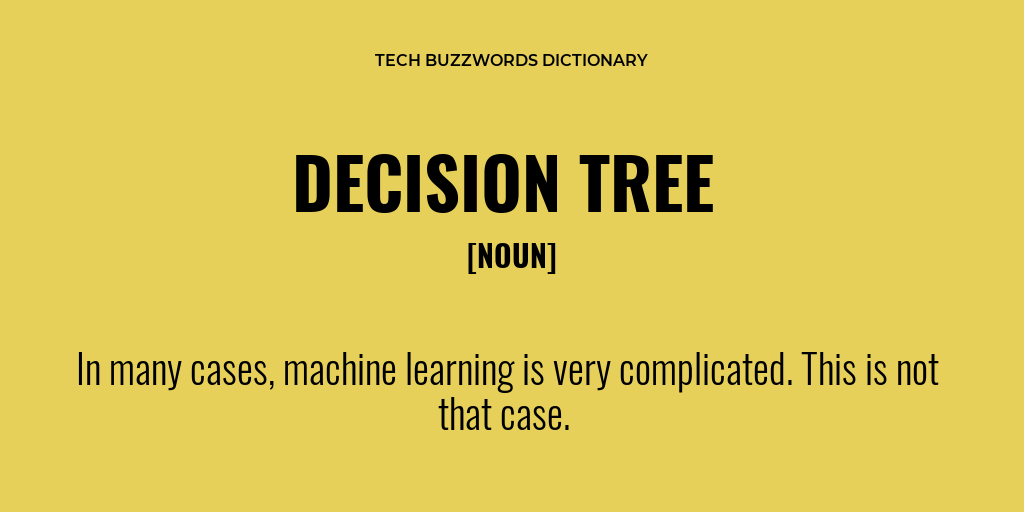 TECH BUZZWORDS DICTIONARY
DECISION TREE
[NOUN]
In many cases, machine learning is very complicated. This is not
that case.